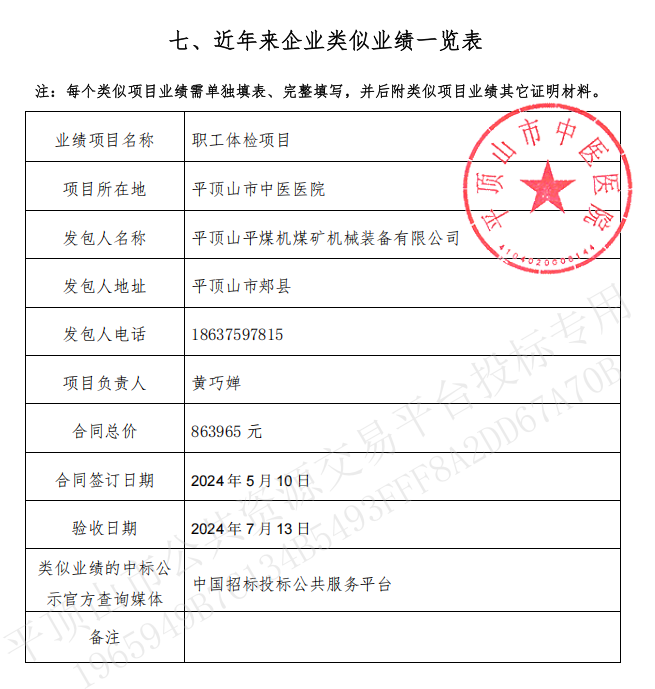 七、近年来企业类似业绩一览表
注：每个类似项目业绩需单独填表、完整填写，并后附类似项目业绩其它证明材料。
业绩项目名称 职工体检项目
项目所在地 平顶山市中医医院
发包人名称 平顶山平煤机煤矿机械装备有限公司
发包人地址 平顶山市郏县
发包人电话 18637597815
项目负责人 黄巧婵
合同总价 863965 元
合同签订日期 2024 年 5 月 10 日
验收日期 2024 年 7 月 13 日
类似业绩的中标公
示官方查询媒体 中国招标投标公共服务平台
备注
平顶山市中医医院
平顶山市公共资源交易平台投标专用